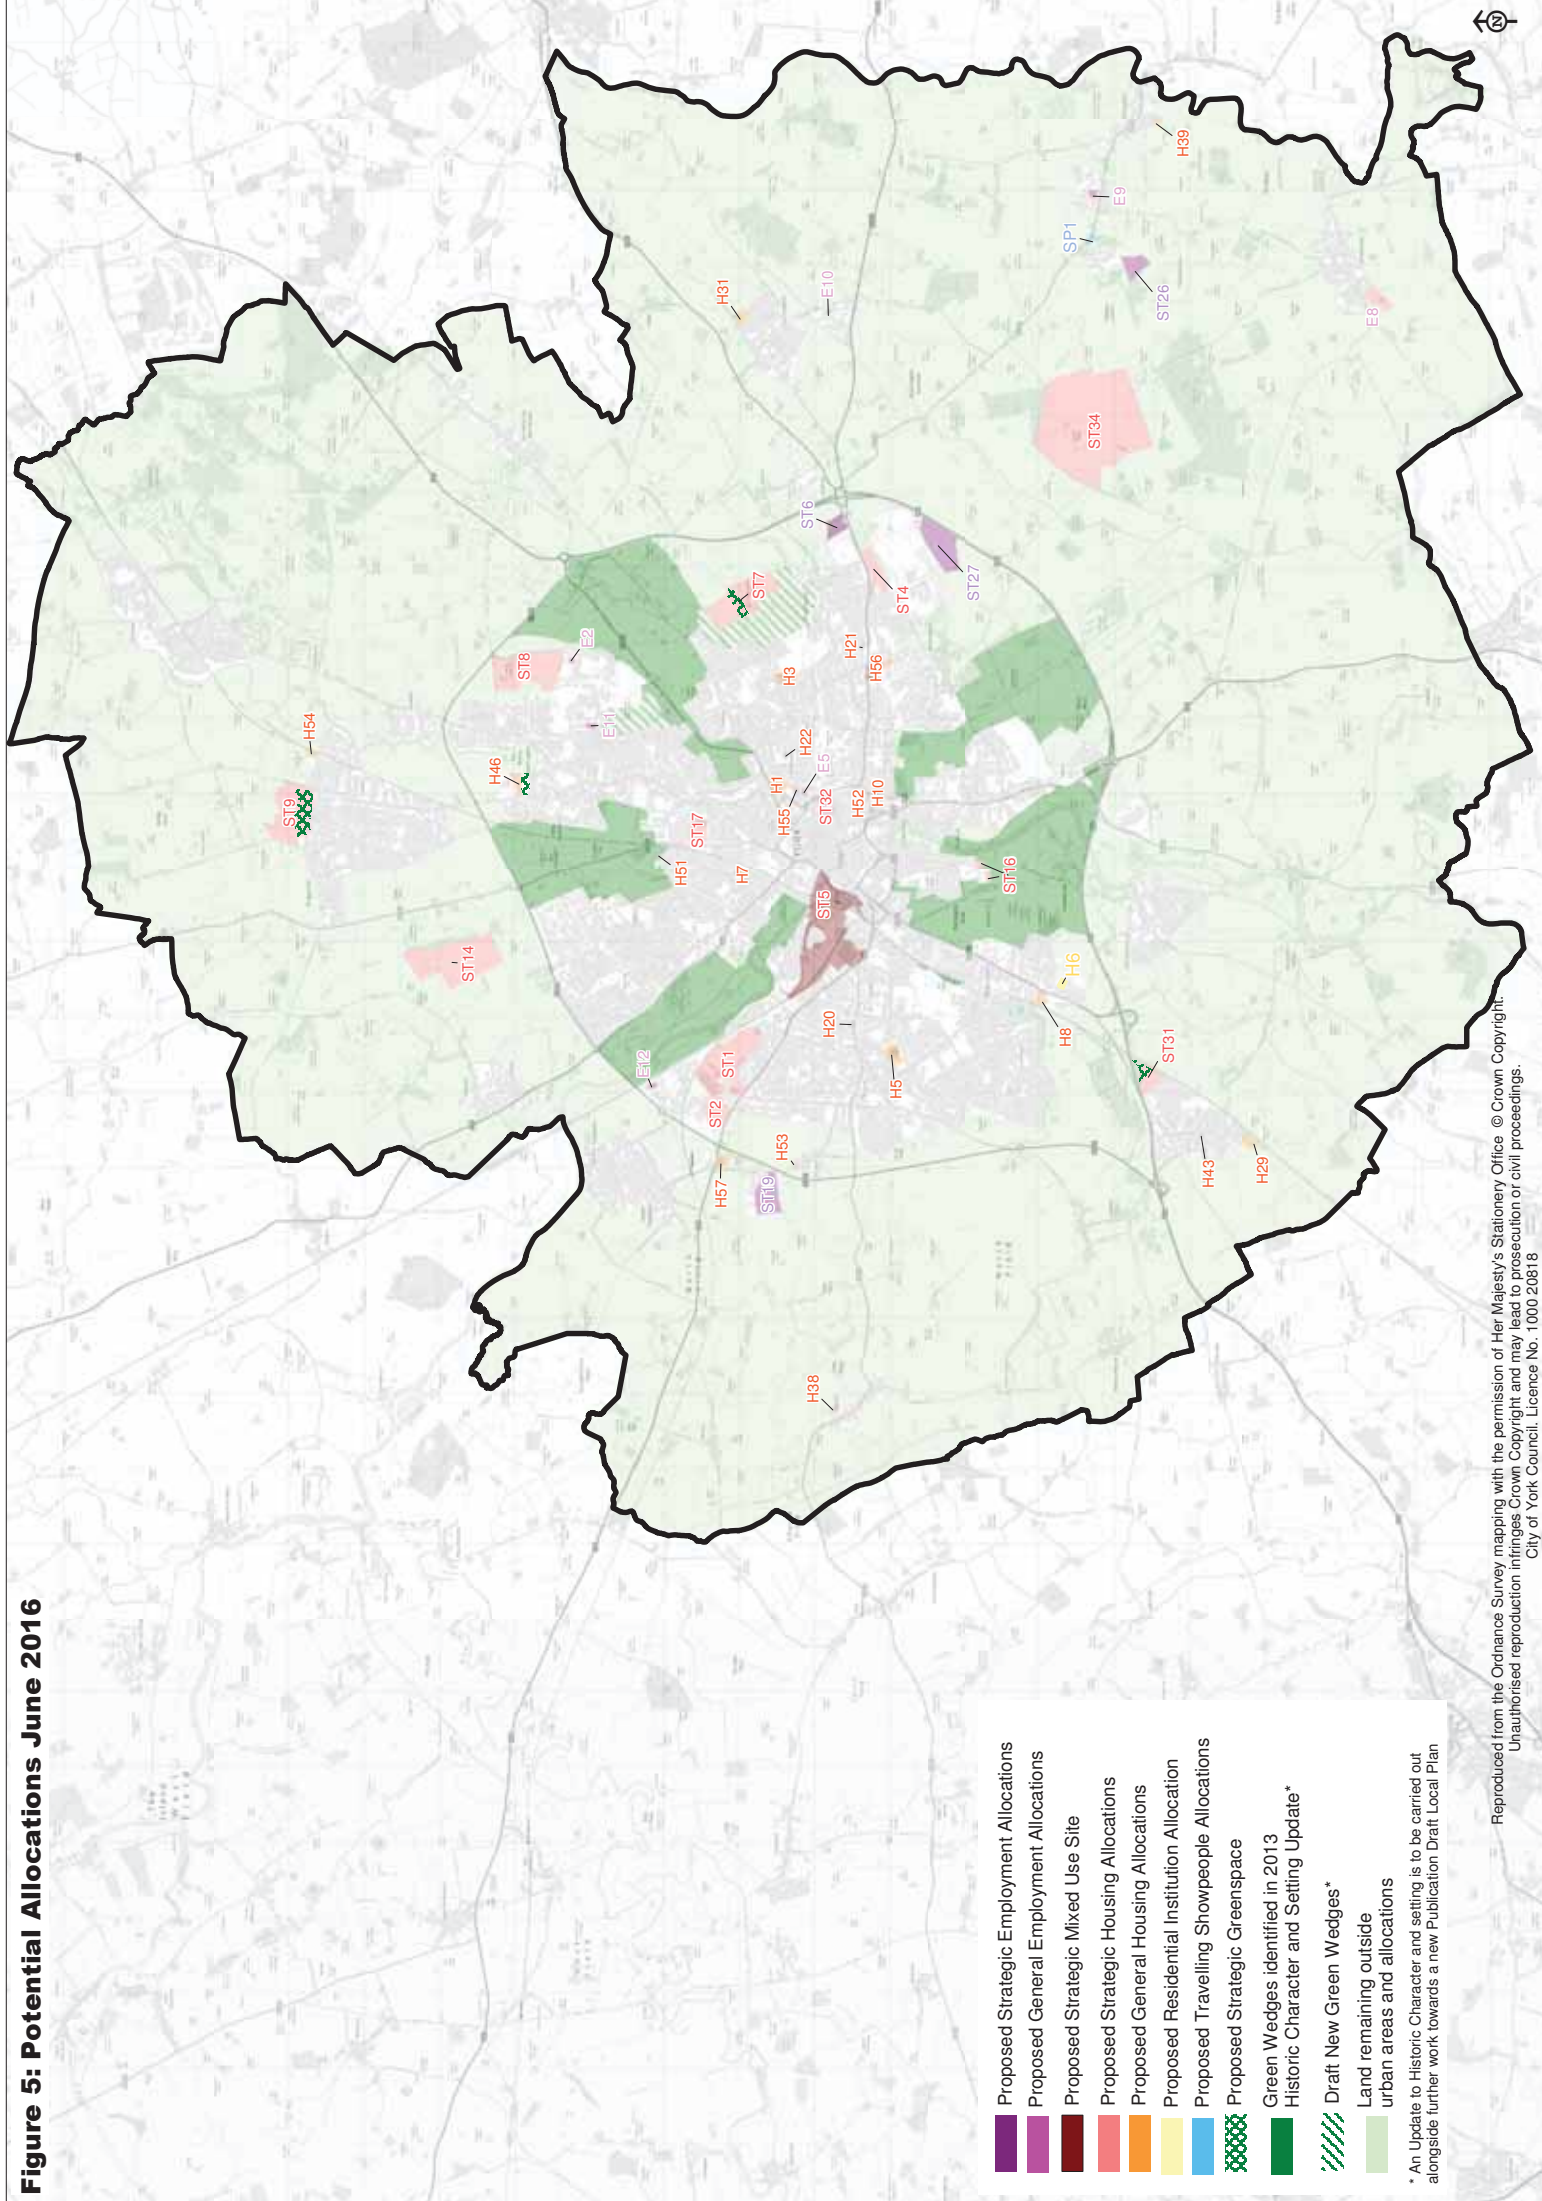 Figure 5: Potential Allocations June 2016
ST9
H54
H46
ST14
ST8
E2
E11
H51
ST17
H7
ST7
H3
H31
E10
ST6
ST4
ST27
H21
H56
H22
H1
E5
H55
ST32
H52
H10
ST5
ST16
E12
ST1
ST2
H57
H53
ST19
H20
H5
H6
H8
ST31
H43
H29
H38
ST34
SP1
E9
H39
ST26
E8
N
Proposed Strategic Employment Allocations
Proposed General Employment Allocations
Proposed Strategic Mixed Use Site
Proposed Strategic Housing Allocations
Proposed General Housing Allocations
Proposed Residential Institution Allocation
Proposed Travelling Showpeople Allocations
Proposed Strategic Greenspace
Green Wedges identified in 2013
Historic Character and Setting Update*
Draft New Green Wedges*
Land remaining outside
urban areas and allocations
* An Update to Historic Character and setting is to be carried out
alongside further work towards a new Publication Draft Local Plan
Reproduced from the Ordnance Survey mapping with the permission of Her Majesty's Stationery Office © Crown Copyright.
Unauthorised reproduction infringes Crown Copyright and may lead to prosecution or civil proceedings.
City of York Council. Licence No. 1000 20818